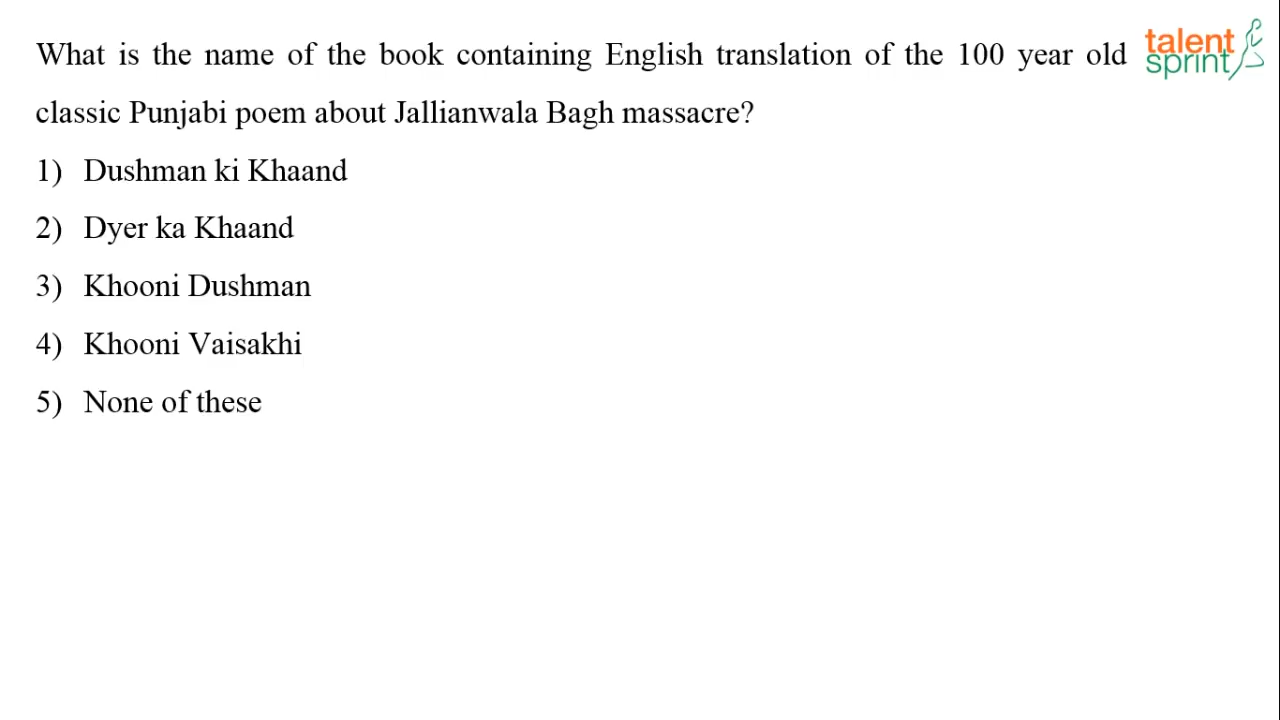 What is the name of the book containing English translation of the 100 year old
classic Punjabi poem about Jallianwala Bagh massacre?
1) Dushman ki Khaand
2) Dyer ka Khaand
3) Khooni Dushman
4) Khooni Vaisakhi
5) None of these
talent
sprint